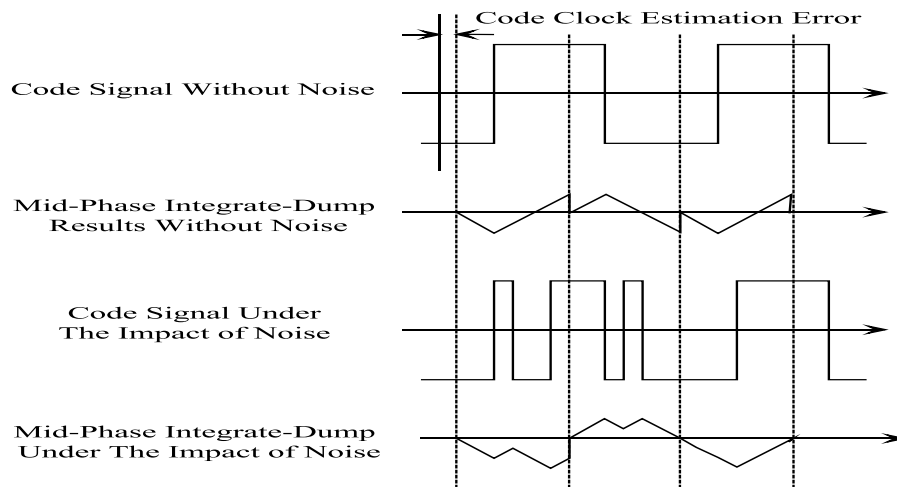 Code Clock Estimation Error
Code Signal Without Noise
Mid-Phase Integrate-Dump
Results Without Noise
Code Signal Under
The Impact of Noise
Mid-Phase Integrate-Dump
Under The Impact of Noise